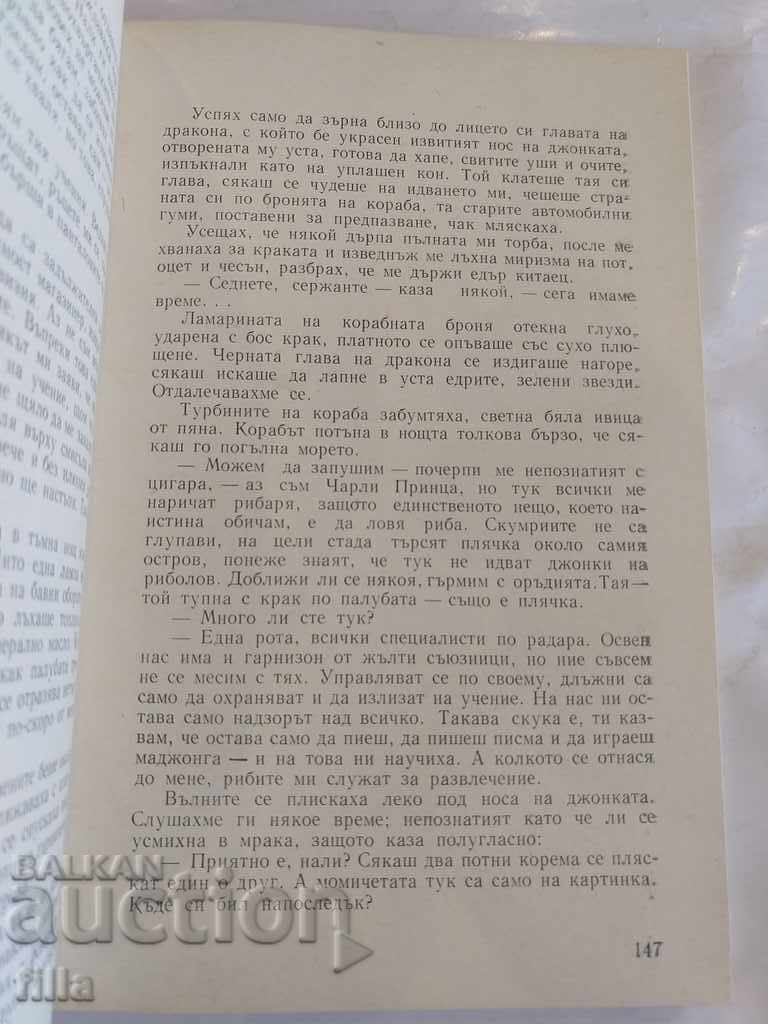 Успях само да зърна близо до лицето си главата на
дракона, с който бе украсен извитият нос на джонката,
отворената му уста, готова да хапе, свитите уши и очите,
изпъкнали като на уплашен кон. Той клатеше тая си
глава, сякаш се чудеше на идването ми, чешеше стра-
ната си по бронята на кораба, та старите автомобилни
гуми, поставени за предпазване, чак мляскаха.
Усещах, че някой дърпа пълната ми торба, после ме
хванаха за краката и изведнъж ме лъхна миризма на пот,
оцет и чесън, разбрах, че ме държи едър китаец.
— Седнете, сержанте — каза някой, — сега имаме
време. . .
Ламарината на корабната броня отекна глухо,
ударена с бос крак, платното се опъваше със сухо плю-
щене. Черната глава на дракона се издигаше нагоре,
сякаш искаше да лапне в уста едрите, зелени звезди.
Отдалечавахме се.
Турбините на кораба забумтяха, светна бяла ивица
от пяна. Корабът потъна в нощта толкова бързо, че ся-
каш го погълна морето.
— Можем да запушим — почерпи ме непознатият с
цигара, — аз съм Чарли Принца, но тук всички ме
наричат рибаря, защото единственото нещо, което на-
истина обичам, е да ловя риба. Скумриите не са
глупави, на цели стада търсят плячка около самия
остров, понеже знаят, че тук не идват джонки на
риболов. Доближи ли се някоя, гърмим с оръдията. Тая —
той тупна с крак по палубата — също е плячка.
— Много ли сте тук?
— Една рота, всички специалисти по радара. Освен
нас има и гарнизон от жълти съюзници, но ние съвсем
не се месим с тях. Управляват се по своему, длъжни са
само да охраняват и да излизат на учение. На нас ни ос-
тава само надзорът над всичко. Такава скука е, ти каз-
вам, че остава само да пиеш, да пишеш писма и да играеш
маджонга — и на това ни научиха. А колкото се отнася
до мене, рибите ми служат за развлечение.
Вълните се плискаха леко под носа на джонката.
Слушахме ги някое време; непознатият като че ли се
усмихна в мрака, защото каза полугласно:
— Приятно е, нали? Сякаш два потни корема се пляс-
кат един о друг. А момичетата тук са само на картинка.
Къде си бил напоследък?
147
BALKAN
auction
filla